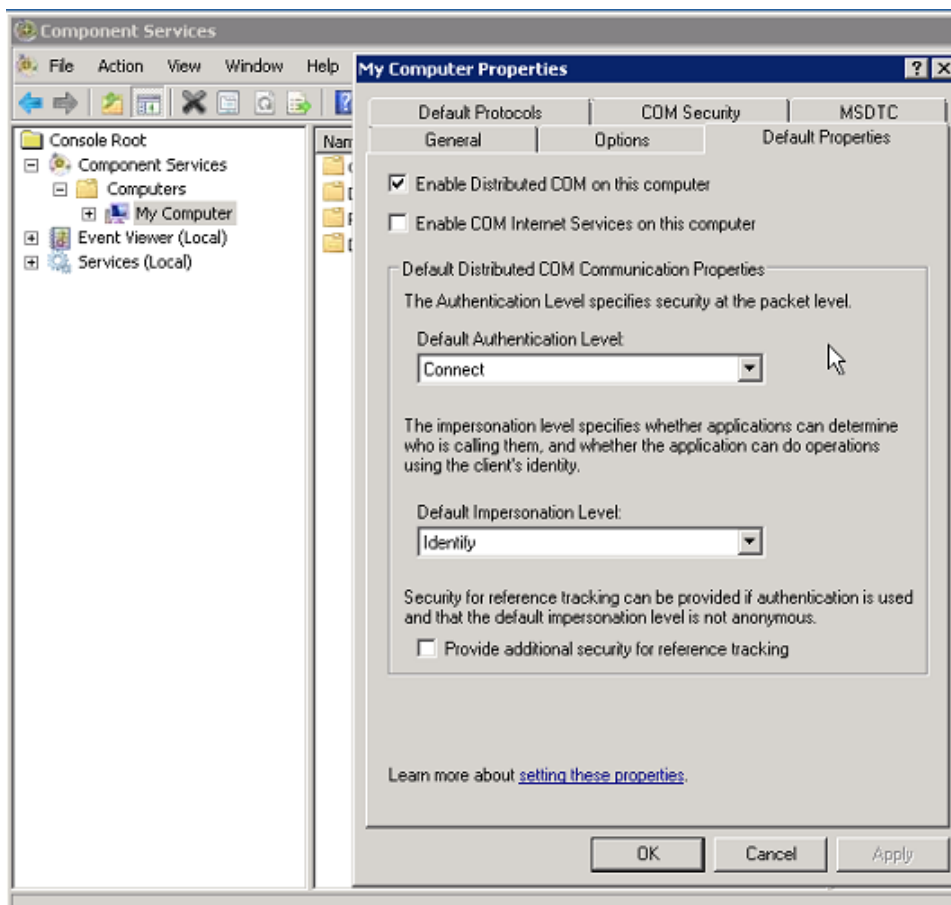 Component Services
File Action View Window Help
My Computer Properties
Console Root
Component Services
Computers
My Computer
Event Viewer (Local)
Services (Local)
Default Protocols COM Security MSDTC
General Options Default Properties
Enable Distributed COM on this computer
Enable COM Internet Services on this computer
Default Distributed COM Communication Properties
The Authentication Level specifies security at the packet level.
Default Authentication Level:
Connect
The impersonation level specifies whether applications can determine
who is calling them, and whether the application can do operations
using the client's identity.
Default Impersonation Level:
Identify
Security for reference tracking can be provided if authentication is used
and that the default impersonation level is not anonymous.
Provide additional security for reference tracking
Learn more about setting these properties.
OK Cancel Apply